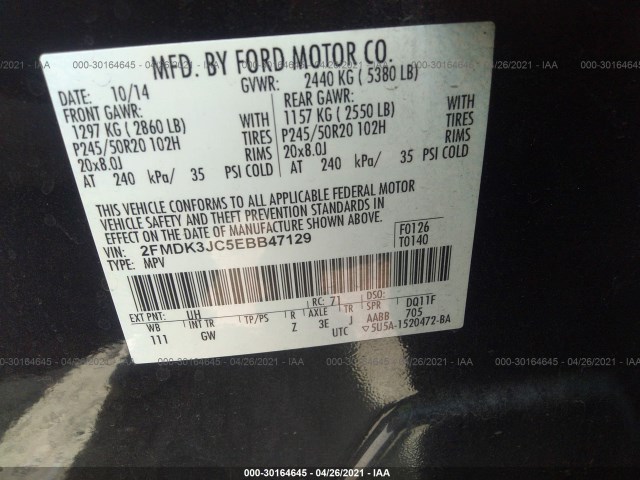 000-30164645 | 04/26/2021 | IAA 000-30164645 | 04/26/2021 | IAA 000-30164645 | 04/26/2021 | IAA
MFD. BY FORD MOTOR CO.
DATE: 10/14
GVWR: 2440 KG ( 5380 LB)
FRONT GAWR:
1297 KG ( 2860 LB) WITH
P245/50R20 102H TIRES
20x8.0J RIMS
AT 240 kPa/ 35 PSI COLD
REAR GAWR:
1157 KG ( 2550 LB) WITH
P245/50R20 102H TIRES
20x8.0J RIMS
AT 240 kPa/ 35 PSI COLD
THIS VEHICLE CONFORMS TO ALL APPLICABLE FEDERAL MOTOR
VEHICLE SAFETY AND THEFT PREVENTION STANDARDS IN
EFFECT ON THE DATE OF MANUFACTURE SHOWN ABOVE.
VIN: 2FMDK3JC5EBB47129
TYPE: MPV
F0126
T0140
EXT PNT: UH RC: 71 DSO:
WB INT TR TP/PS R AXLE TR SPR DQ11F
111 GW Z 3E J AABB 705
UTC ▽5U5A-1520472-BA
000-30164645 | 04/26/2021 | IAA 000-30164645 | 04/26/2021 | IAA 000-30164645 | 04/26/2021 | IAA
000-30164645 | 04/26/2021 | IAA